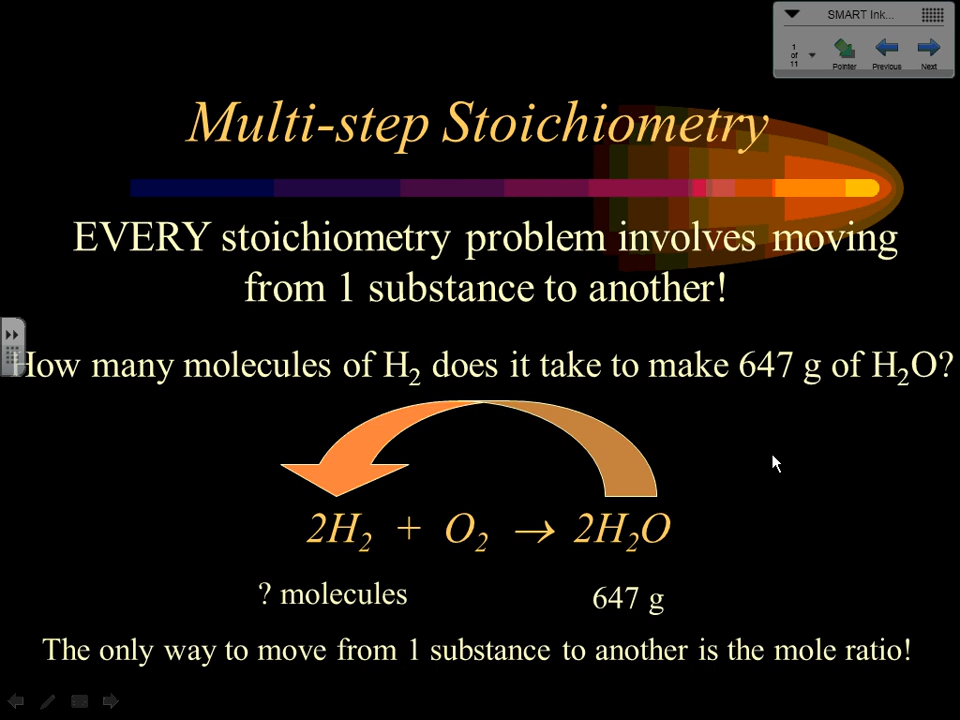 SMART Ink...
1
of
11
Pointer Previous Next
Multi-step Stoichiometry
EVERY stoichiometry problem involves moving
from 1 substance to another!
How many molecules of H₂ does it take to make 647 g of H₂O?
2H₂ + O₂ → 2H₂O
? molecules 647 g
The only way to move from 1 substance to another is the mole ratio!